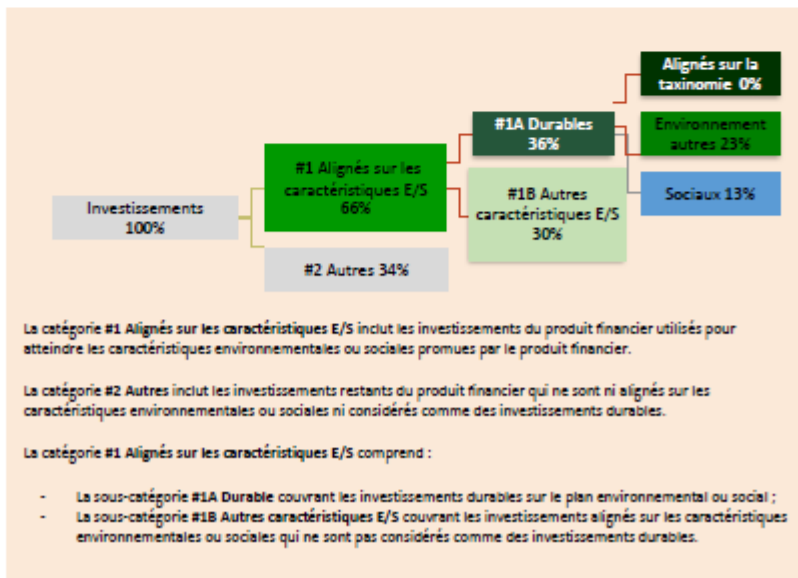 Alignés sur la
taxinomie 0%
#1A Durables
36%
Environnement
autres 23%
#1 Alignés sur les
caractéristiques E/S
66%
#1B Autres
caractéristiques E/S
30%
Sociaux 13%
Investissements
100%
#2 Autres 34%
La catégorie #1 Alignés sur les caractéristiques E/S inclut les investissements du produit financier utilisés pour
atteindre les caractéristiques environnementales ou sociales promues par le produit financier.
La catégorie #2 Autres inclut les investissements restants du produit financier qui ne sont ni alignés sur les
caractéristiques environnementales ou sociales ni considérés comme des investissements durables.
La catégorie #1 Alignés sur les caractéristiques E/S comprend :
- La sous-catégorie #1A Durable couvrant les investissements durables sur le plan environnemental ou social ;
- La sous-catégorie #1B Autres caractéristiques E/S couvrant les investissements alignés sur les caractéristiques
environnementales ou sociales qui ne sont pas considérés comme des investissements durables.